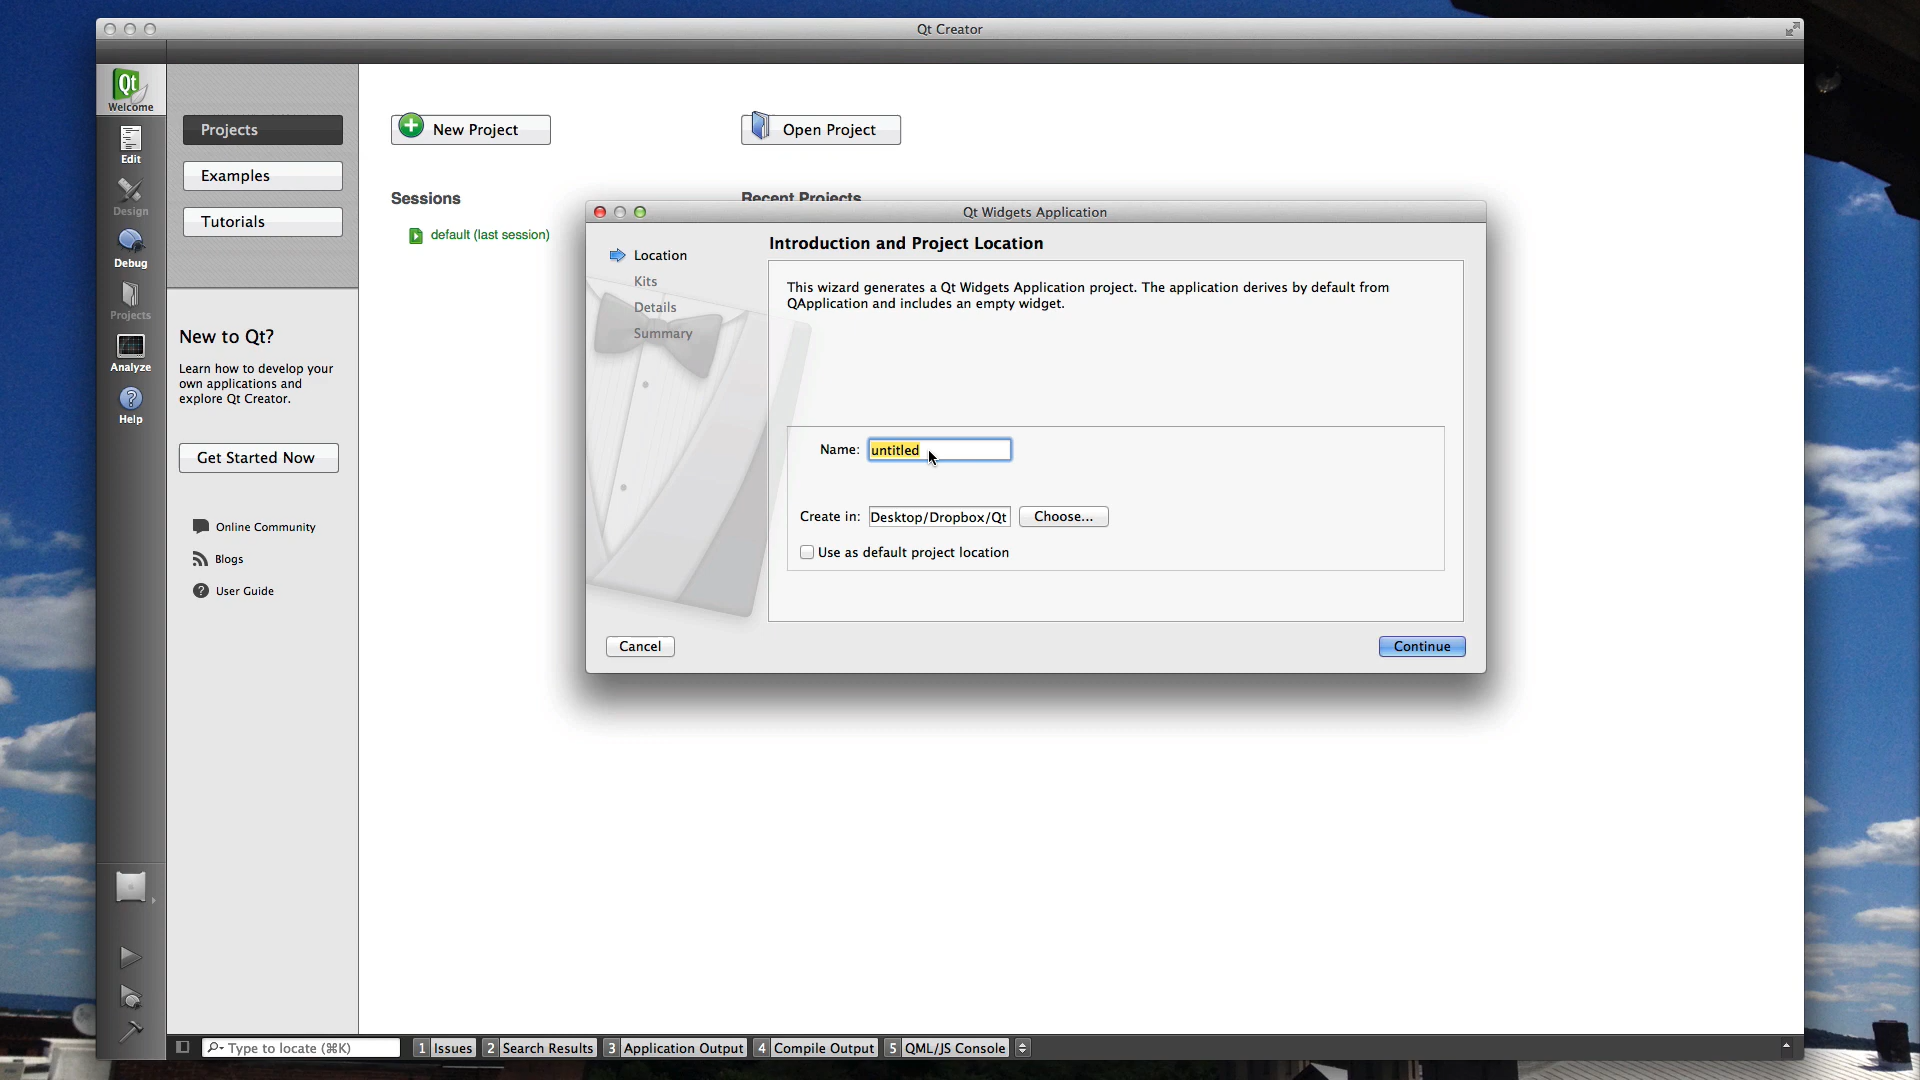 Qt Creator
Qt
Welcome
Edit
Design
Debug
Projects
Analyze
Help
Projects
Examples
Tutorials
New to Qt?
Learn how to develop your
own applications and
explore Qt Creator.
Get Started Now
Online Community
Blogs
User Guide
New Project
Open Project
Sessions
default (last session)
Recent Projects
Qt Widgets Application
Location
Kits
Details
Summary
Introduction and Project Location
This wizard generates a Qt Widgets Application project. The application derives by default from
QApplication and includes an empty widget.
Name: untitled
Create in: Desktop/Dropbox/Qt Choose...
Use as default project location
Cancel
Continue
Type to locate (⌘K)
1 Issues
2 Search Results
3 Application Output
4 Compile Output
5 QML/JS Console